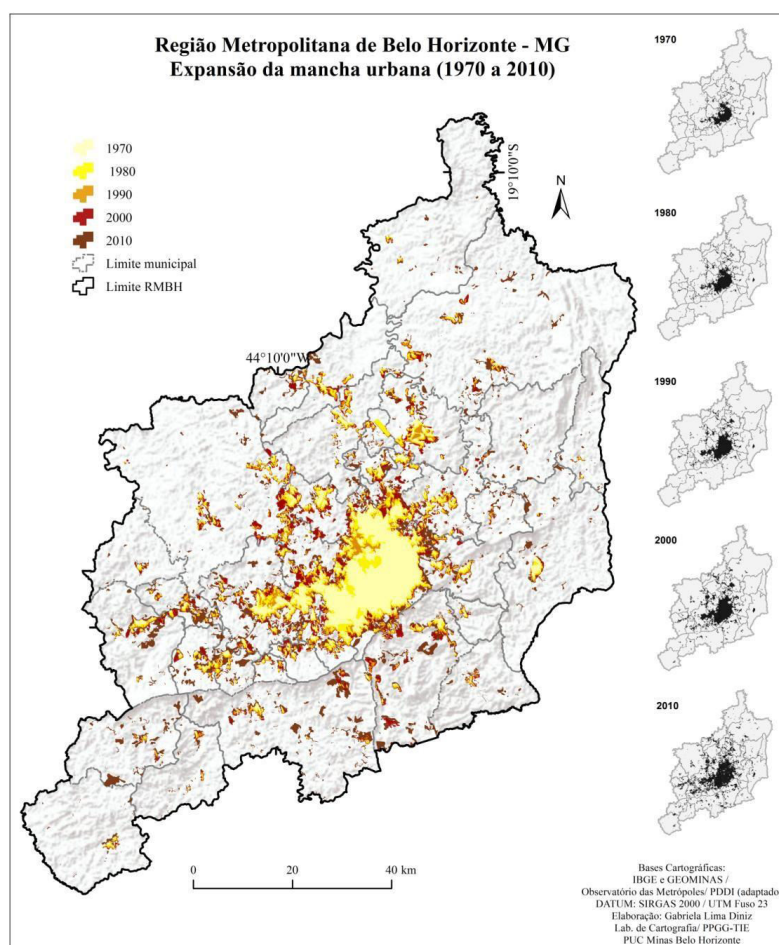 Região Metropolitana de Belo Horizonte - MG
Expansão da mancha urbana (1970 a 2010)
1970
1980
1990
2000
2010
Limite municipal
Limite RMBH
19°10'0"S
N
44°10'0"W
0 20 40 km
1970
1980
1990
2000
2010
Bases Cartográficas:
IBGE e GEOMINAS /
Observatório das Metrópoles/ PDDI (adaptado
DATUM: SIRGAS 2000 / UTM Fuso 23
Elaboração: Gabriela Lima Diniz
Lab. de Cartografia/ PPGG-TIE
PUC Minas Belo Horizonte